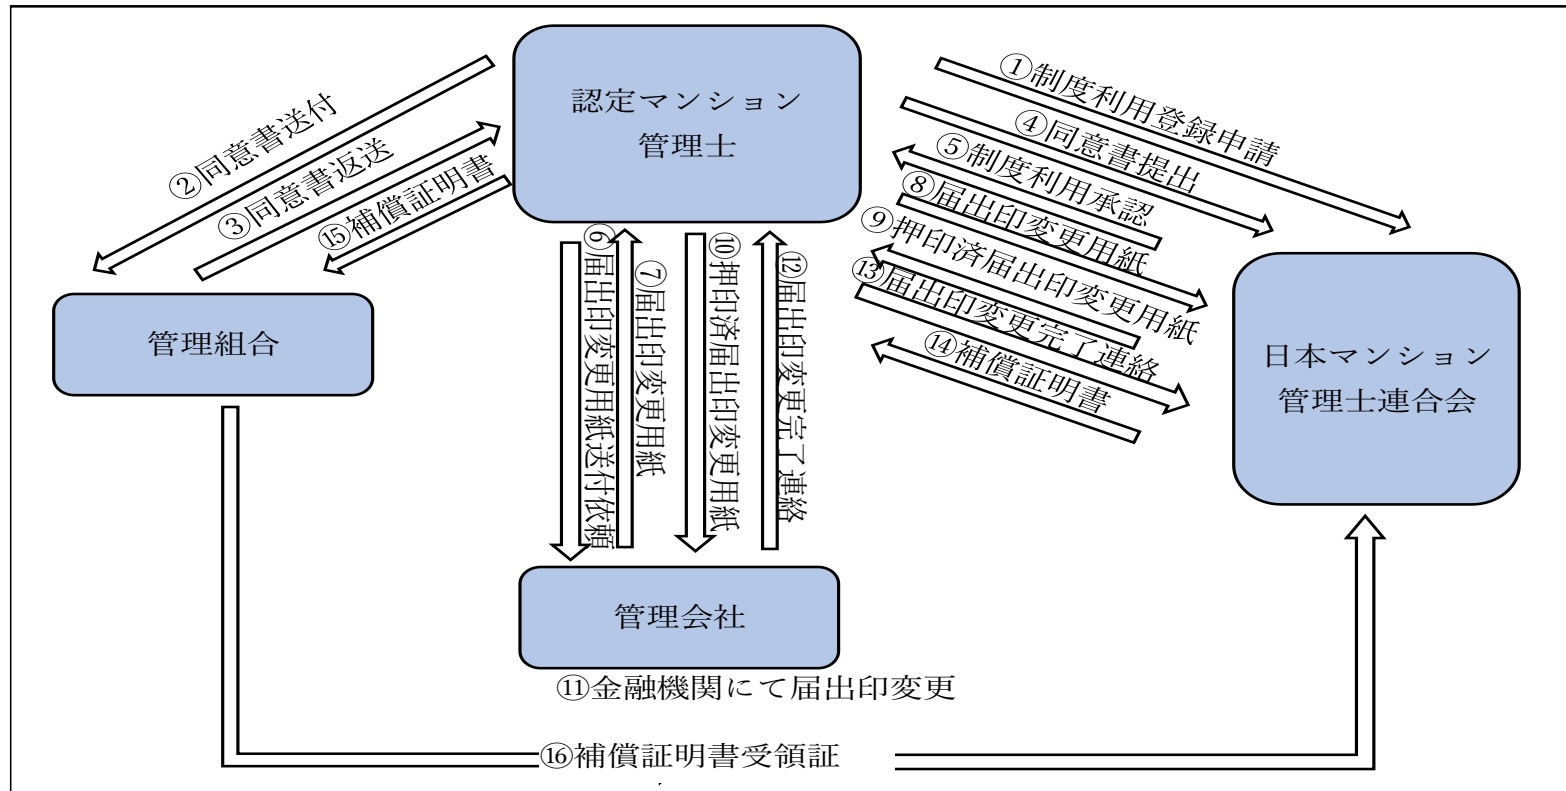 認定マンション
管理士
①制度利用登録申請
②同意書送付
③同意書返送
④同意書提出
⑤制度利用承認
⑥届出印変更用紙送付依頼
⑦届出印変更用紙
⑧届出印変更用紙
⑨押印済届出印変更用紙
⑩押印済届出印変更用紙
⑫届出印変更完了連絡
⑬届出印変更完了連絡
⑭補償証明書
⑮補償証明書
管理組合
日本マンション
管理士連合会
管理会社
⑪金融機関にて届出印変更
⑯補償証明書受領証